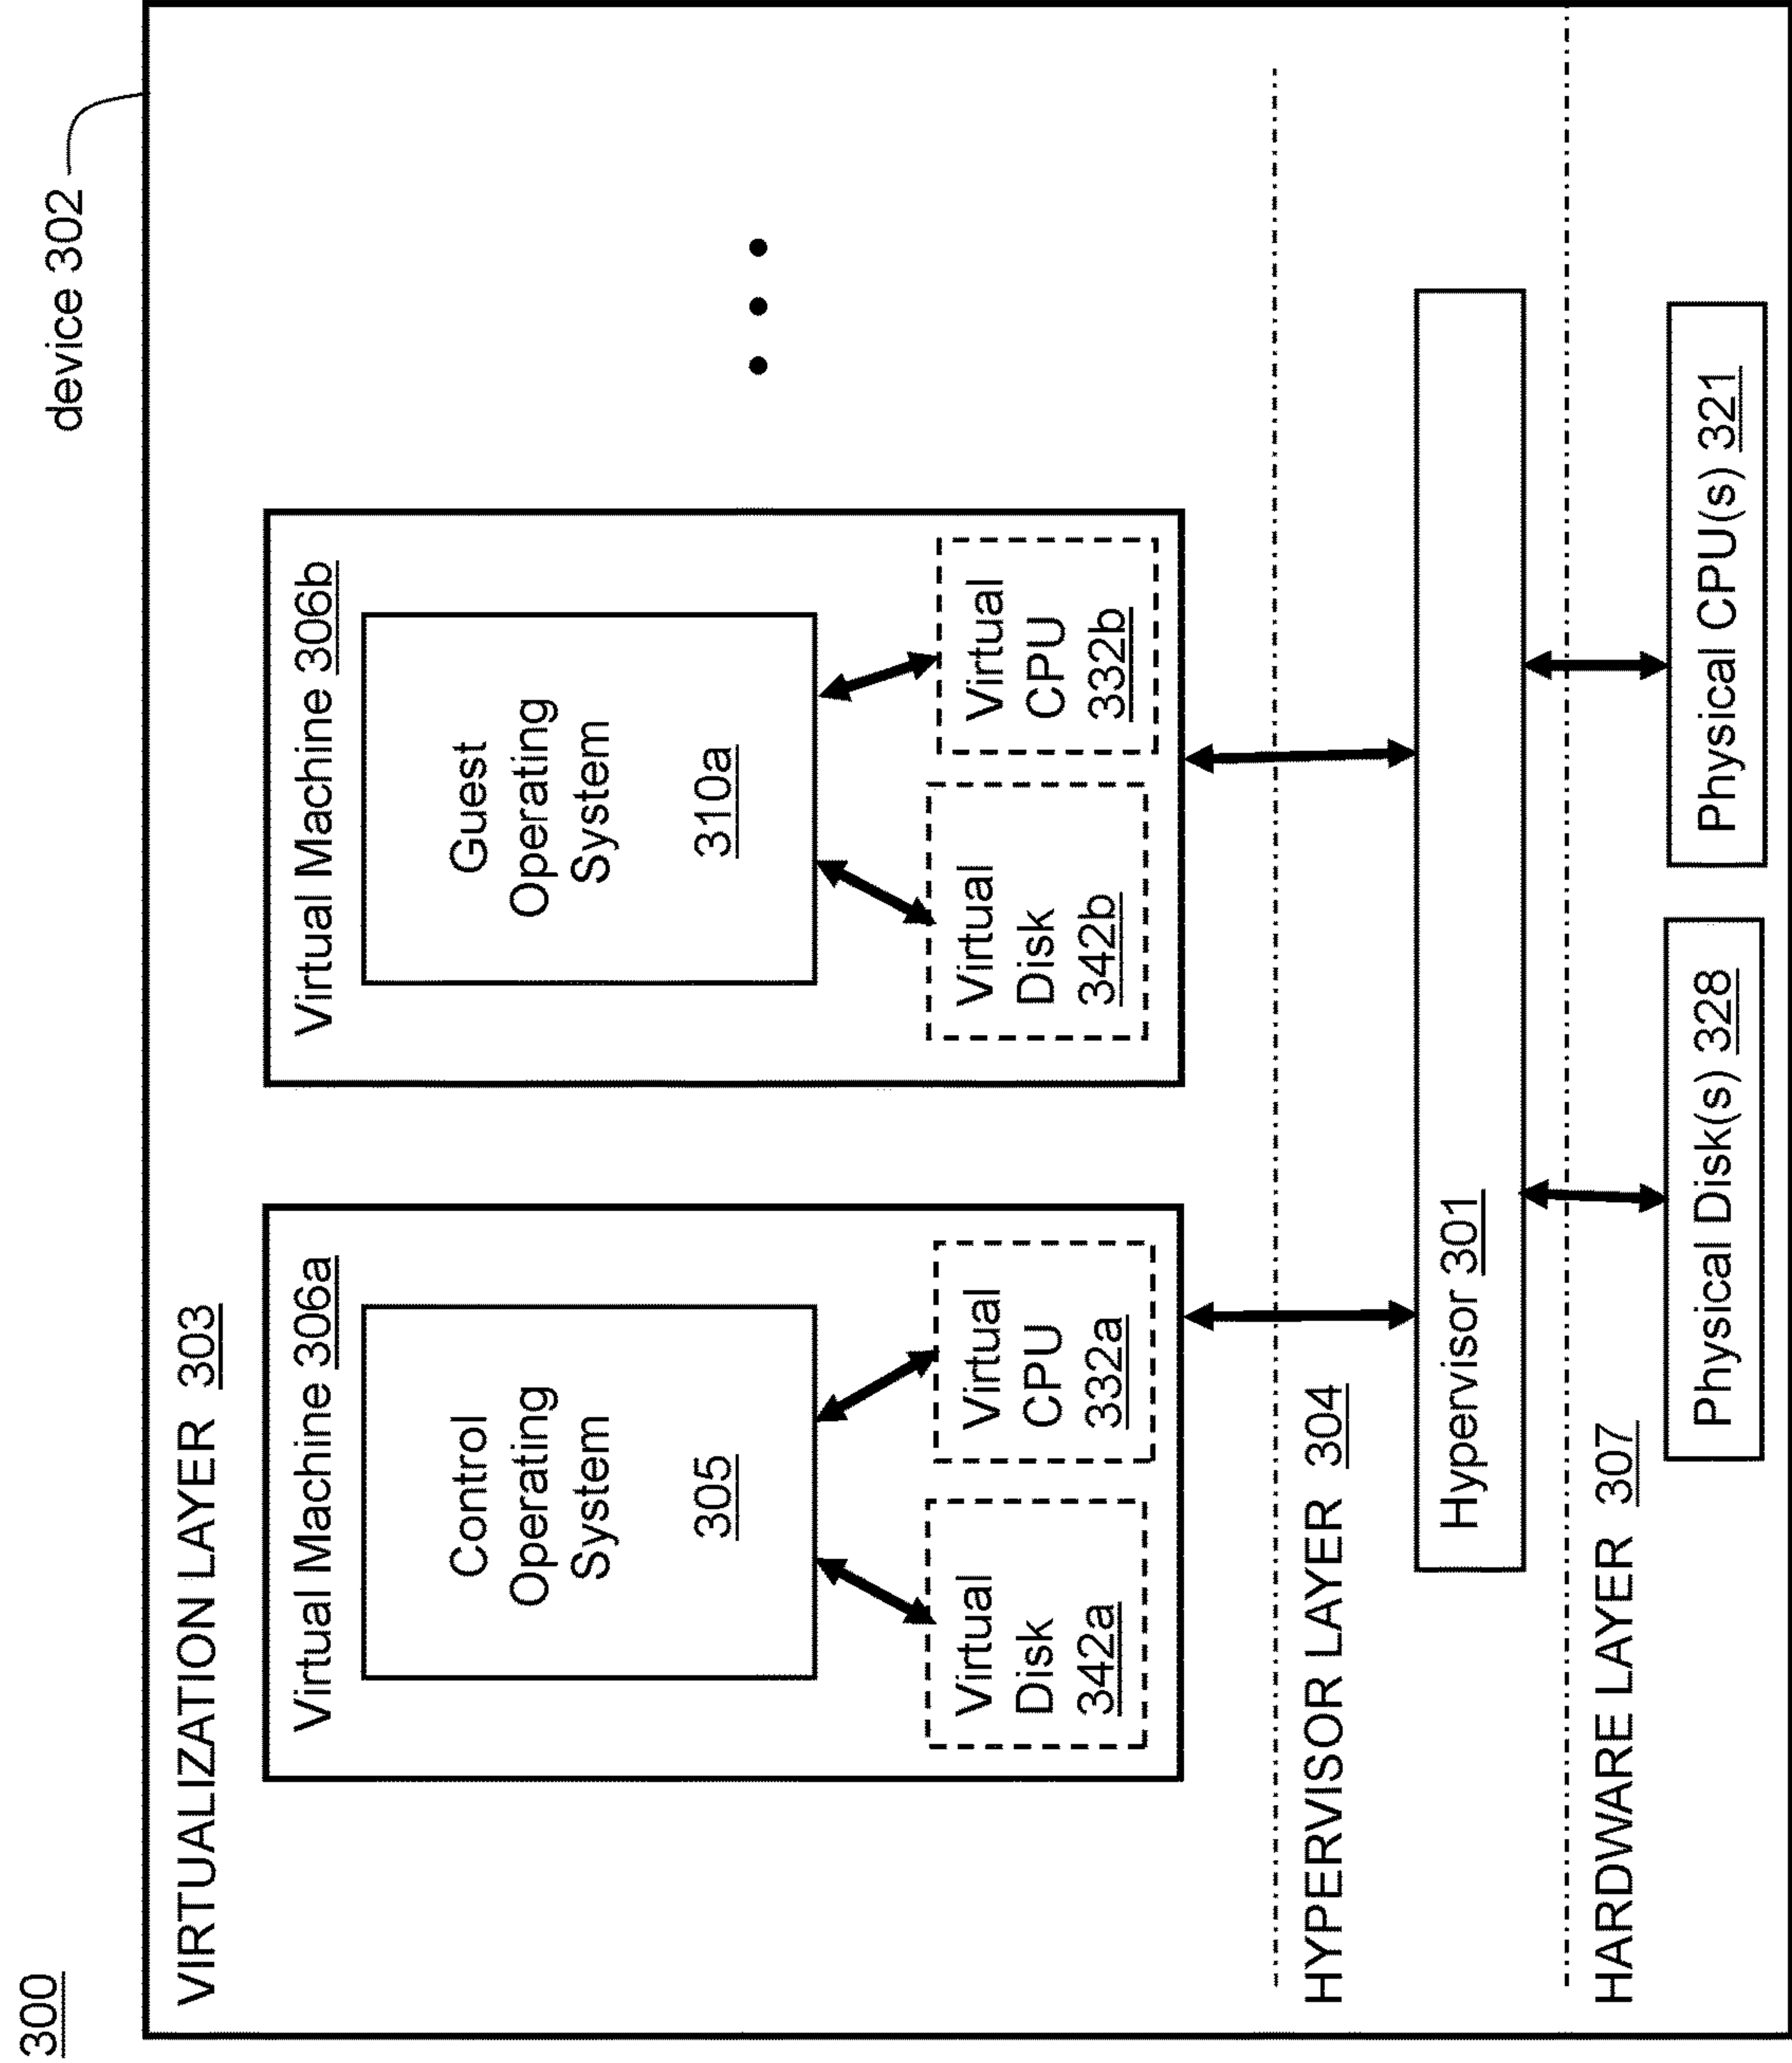 300
device 302
VIRTUALIZATION LAYER 303
Virtual Machine 306a
Control
Operating
System
305
Virtual
Disk
342a
Virtual
CPU
332a
Virtual Machine 306b
Guest
Operating
System
310a
Virtual
Disk
342b
Virtual
CPU
332b
HYPERVISOR LAYER 304
Hypervisor 301
HARDWARE LAYER 307
Physical Disk(s) 328
Physical CPU(s) 321